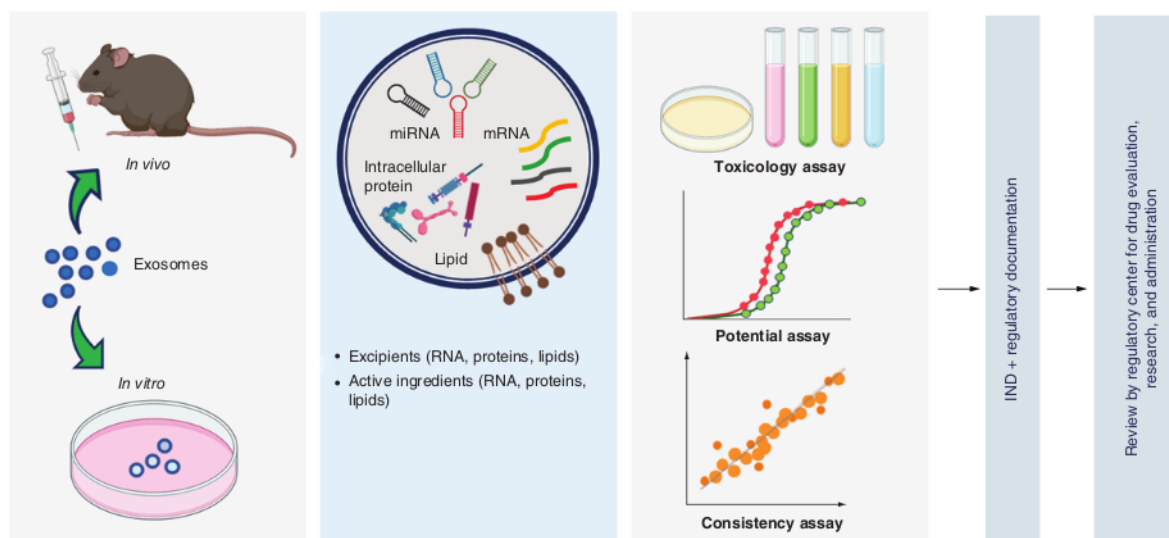 In vivo
Exosomes
In vitro
miRNA
mRNA
Intracellular
protein
Lipid
• Excipients (RNA, proteins, lipids)
• Active ingredients (RNA, proteins,
lipids)
Toxicology assay
Potential assay
Consistency assay
IND + regulatory documentation
Review by regulatory center for drug evaluation,
research, and administration